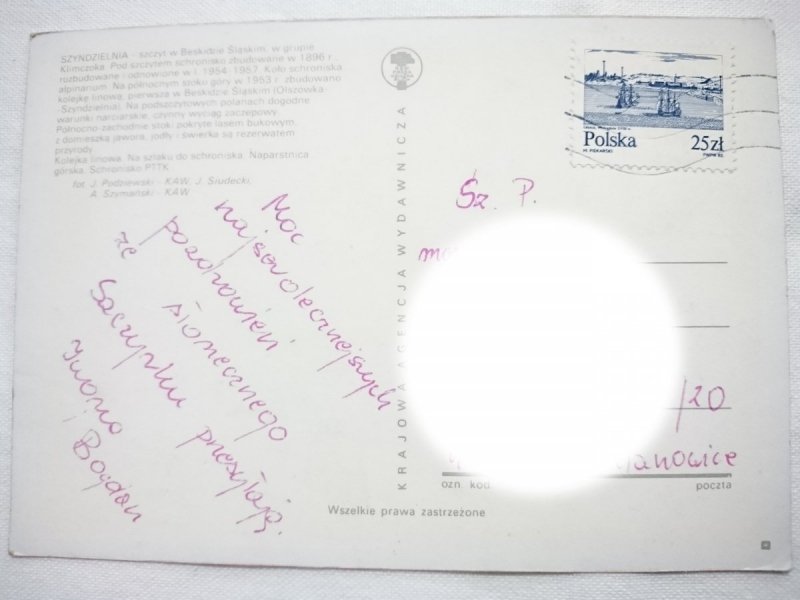 SZYNDZIELNIA - szczyt w Beskidzie Śląskim, w grupie
Klimczoka. Pod szczytem schronisko zbudowane w 1896 r.,
rozbudowane i odnowione w l. 1954-1957. Koło schroniska
alpinarium. Na północnym stoku góry w 1953 r. zbudowano
kolejkę linową, pierwszą w Beskidzie Śląskim (Olszówka
-Szyndzielnia). Na podszczytowych polanach dogodne
warunki narciarskie, czynny wyciąg zaczepowy.
Północno-zachodnie stoki pokryte lasem bukowym,
z domieszką jawora, jodły i świerka są rezerwatem
przyrody
Kolejka linowa. Na szlaku do schroniska. Naparstnica
górska. Schronisko PTTK
fot. J. Podziewski - KAW, J. Siudecki,
A. Szymański - KAW
Moc
najserdeczniejszych
pozdrowień
ze słonecznego
Szczyrku przesyłają
Iwona
i Bogdan
KRAJOWA AGENCJA WYDAWNICZA
Polska 25 zł
M. PISKARSKI PWPW 82
Sz. P.
/20
janowice
ozn. kod poczta
Wszelkie prawa zastrzeżone